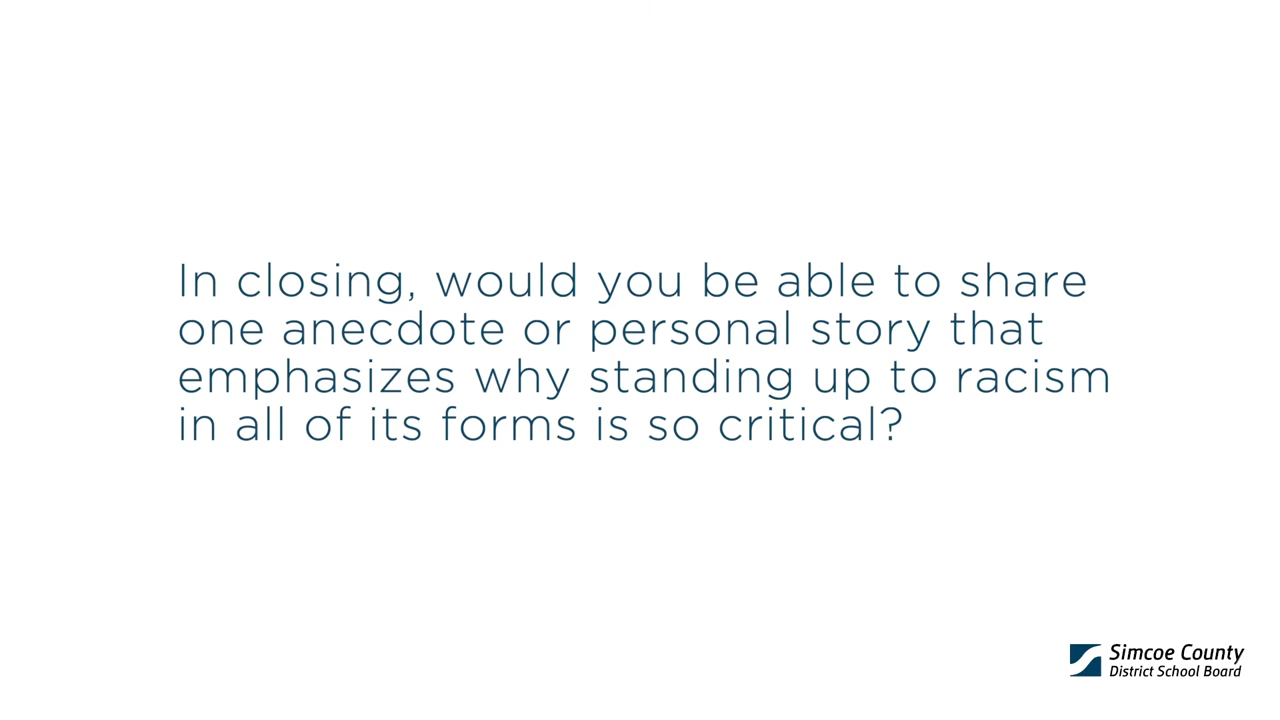 In closing, would you be able to share
one anecdote or personal story that
emphasizes why standing up to racism
in all of its forms is so critical?
Simcoe County
District School Board